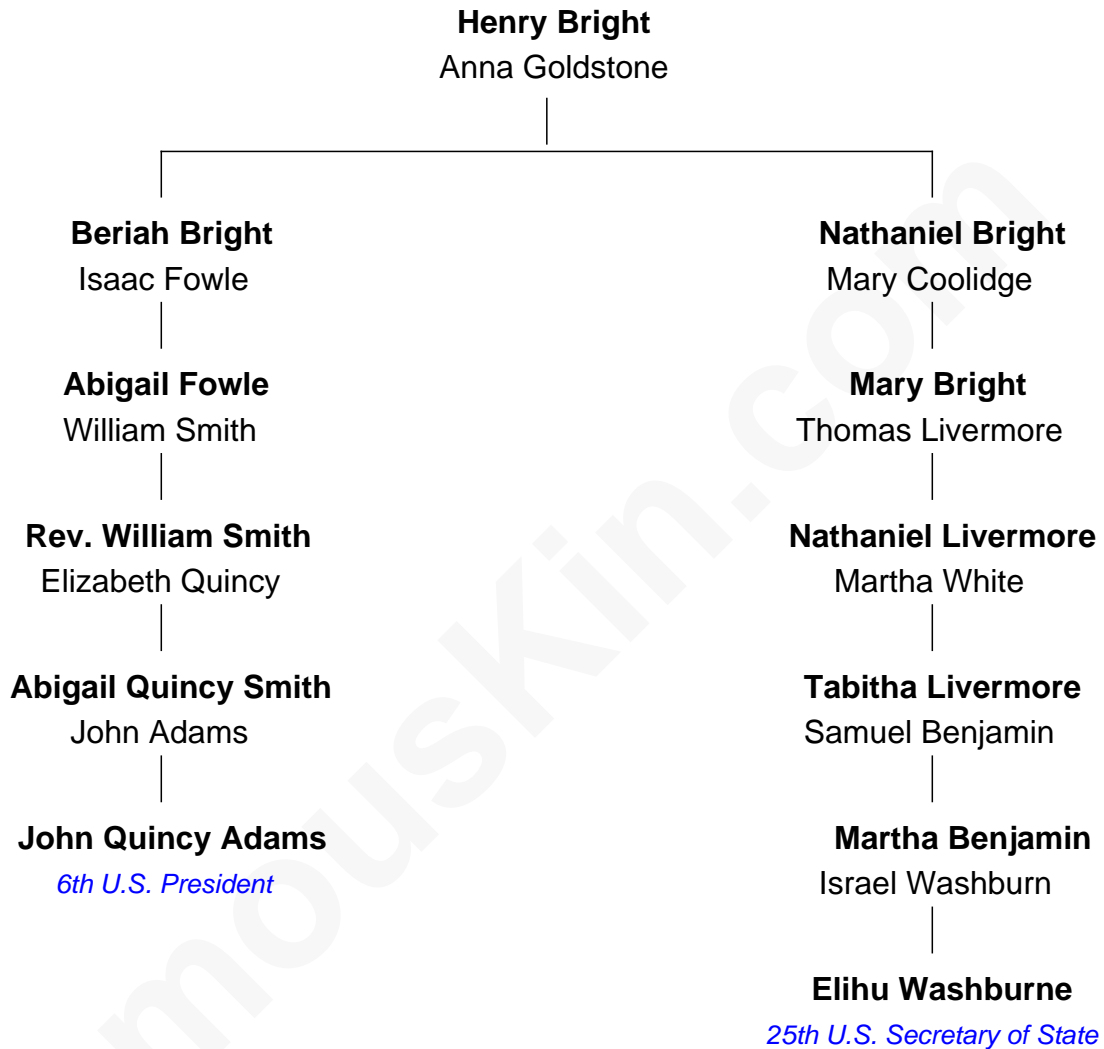 Henry Bright
Anna Goldstone
Beriah Bright
Isaac Fowle
Nathaniel Bright
Mary Coolidge
Abigail Fowle
William Smith
Mary Bright
Thomas Livermore
Rev. William Smith
Elizabeth Quincy
Nathaniel Livermore
Martha White
Abigail Quincy Smith
John Adams
Tabitha Livermore
Samuel Benjamin
John Quincy Adams
6th U.S. President
Martha Benjamin
Israel Washburn
Elihu Washburne
25th U.S. Secretary of State
mousKin.com